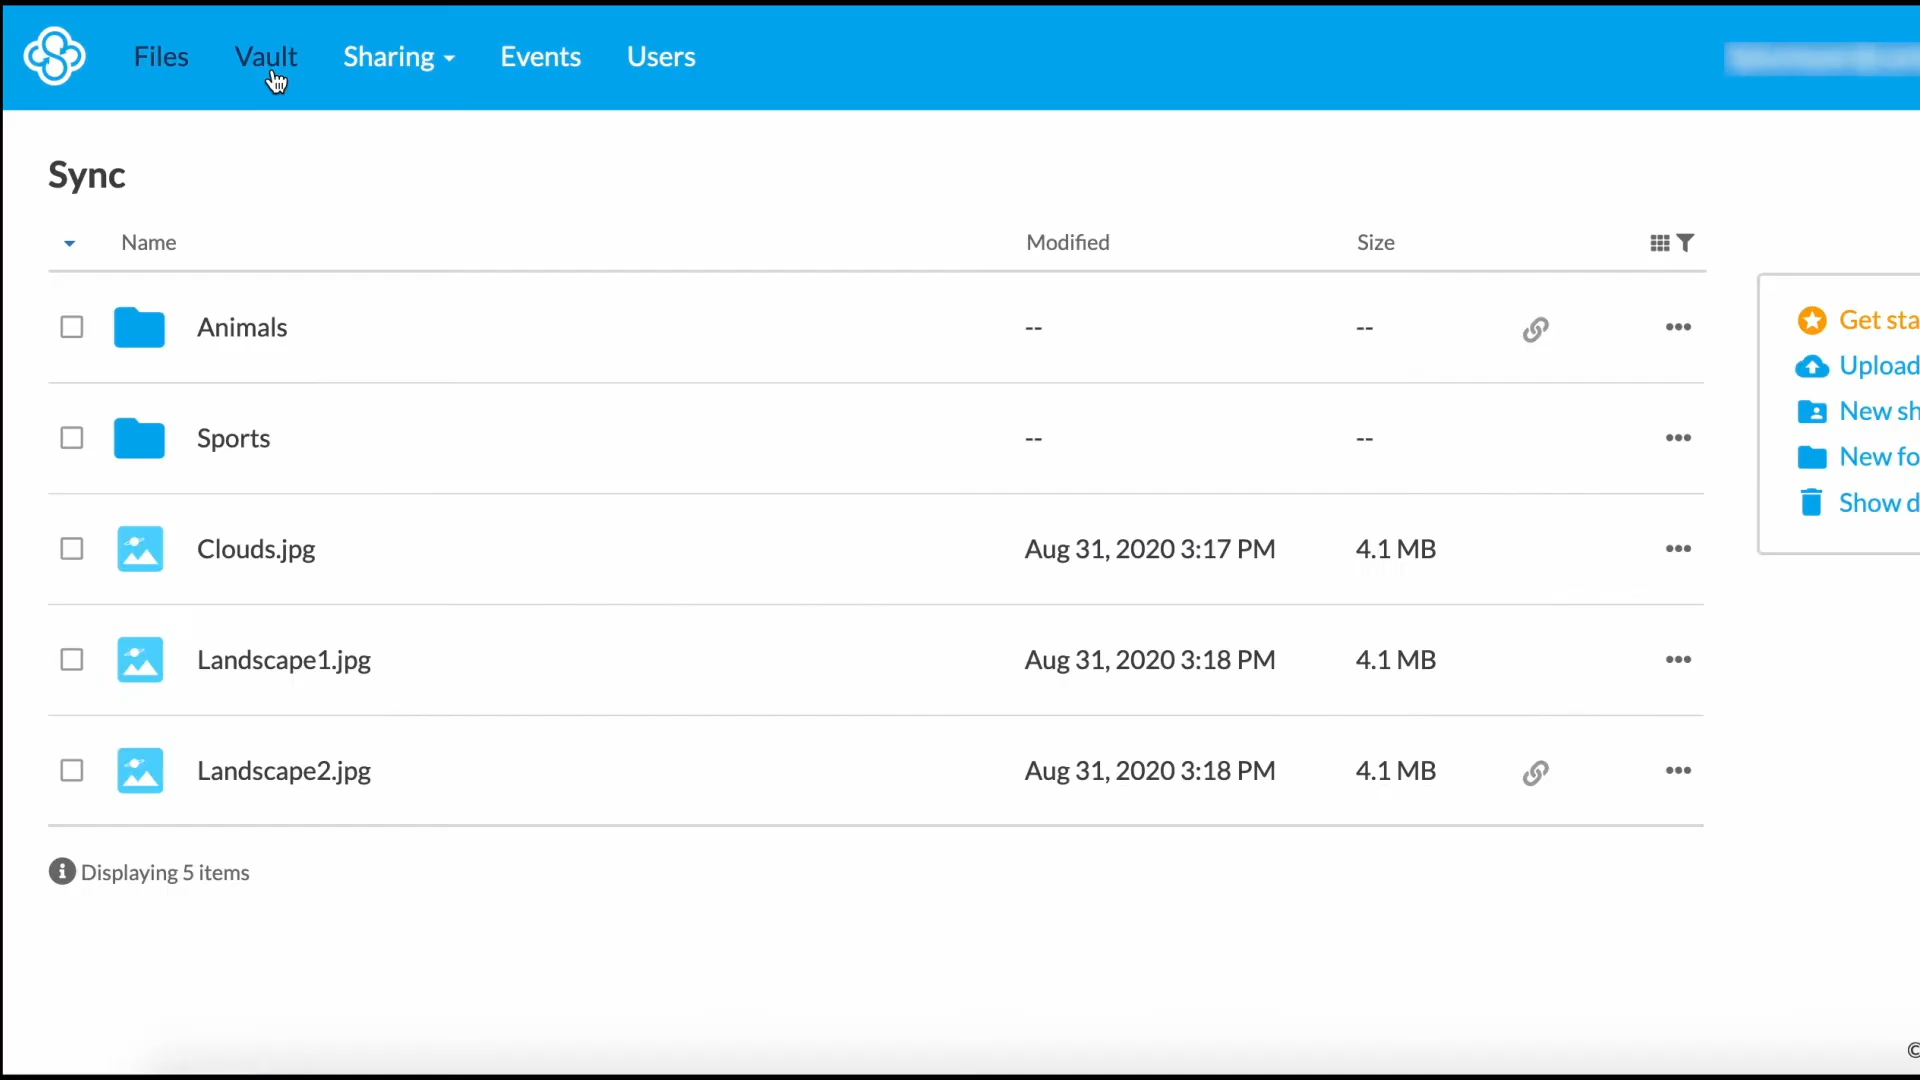 Files Vault Sharing Events Users
Sync
Name Modified Size
Animals -- --
Sports -- --
Clouds.jpg Aug 31, 2020 3:17 PM 4.1 MB
Landscape1.jpg Aug 31, 2020 3:18 PM 4.1 MB
Landscape2.jpg Aug 31, 2020 3:18 PM 4.1 MB
Displaying 5 items
Get sta
Upload
New sh
New fo
Show d
©